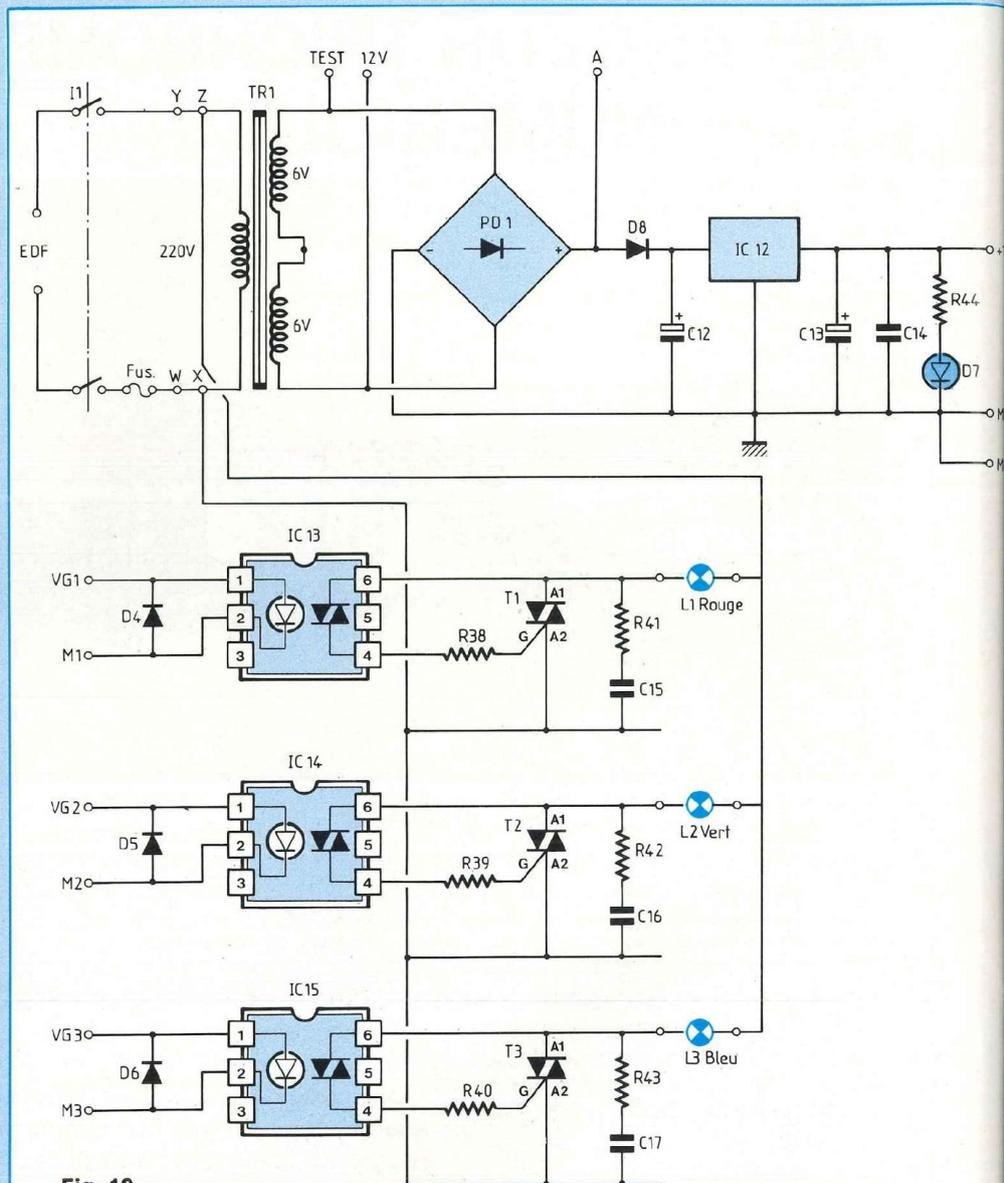 TEST 12V A
I1 Y Z TR1
6V
PD 1
- +
D8
EDF 220V
IC 12
R44
6V
+ C12
C13 + C14
D7
Fus. W X
IC 13
VG1 1 6
D4 2 5
M1 3 4
T1 A1
G A2
R38
R41
C15
L1 Rouge
IC 14
VG2 1 6
D5 2 5
M2 3 4
T2 A1
G A2
R39
R42
C16
L2 Vert
IC15
VG3 1 6
D6 2 5
M3 3 4
T3 A1
G A2
R40
R43
C17
L3 Bleu